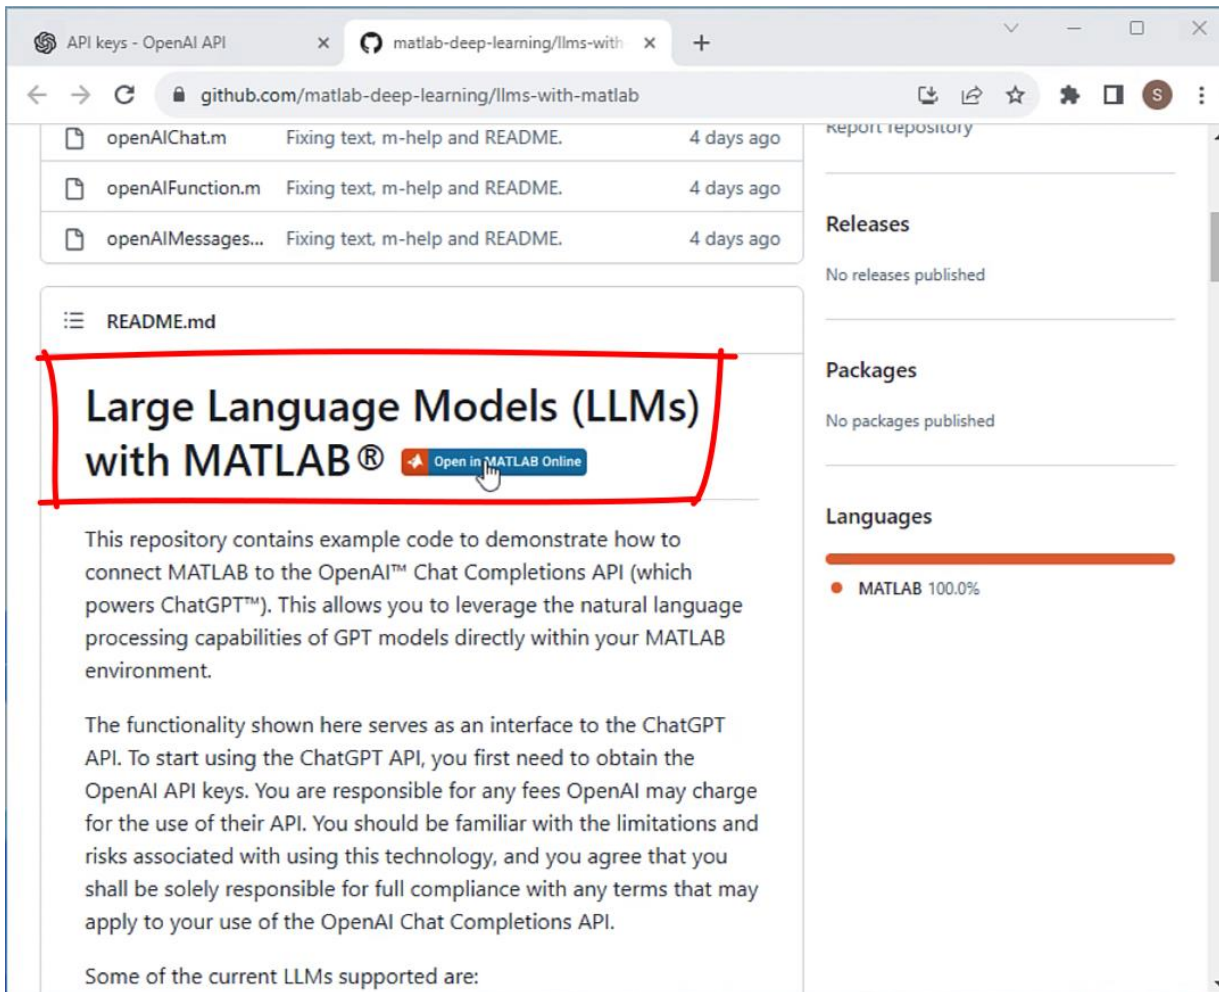 API keys - OpenAI API
matlab-deep-learning/llms-with
github.com/matlab-deep-learning/llms-with-matlab
S
openAIChat.m Fixing text, m-help and README. 4 days ago
openAIFunction.m Fixing text, m-help and README. 4 days ago
openAIMessages... Fixing text, m-help and README. 4 days ago
README.md
Large Language Models (LLMs)
with MATLAB® Open in MATLAB Online
This repository contains example code to demonstrate how to
connect MATLAB to the OpenAI™ Chat Completions API (which
powers ChatGPT™). This allows you to leverage the natural language
processing capabilities of GPT models directly within your MATLAB
environment.
The functionality shown here serves as an interface to the ChatGPT
API. To start using the ChatGPT API, you first need to obtain the
OpenAI API keys. You are responsible for any fees OpenAI may charge
for the use of their API. You should be familiar with the limitations and
risks associated with using this technology, and you agree that you
shall be solely responsible for full compliance with any terms that may
apply to your use of the OpenAI Chat Completions API.
Some of the current LLMs supported are:
Report repository
Releases
No releases published
Packages
No packages published
Languages
MATLAB 100.0%